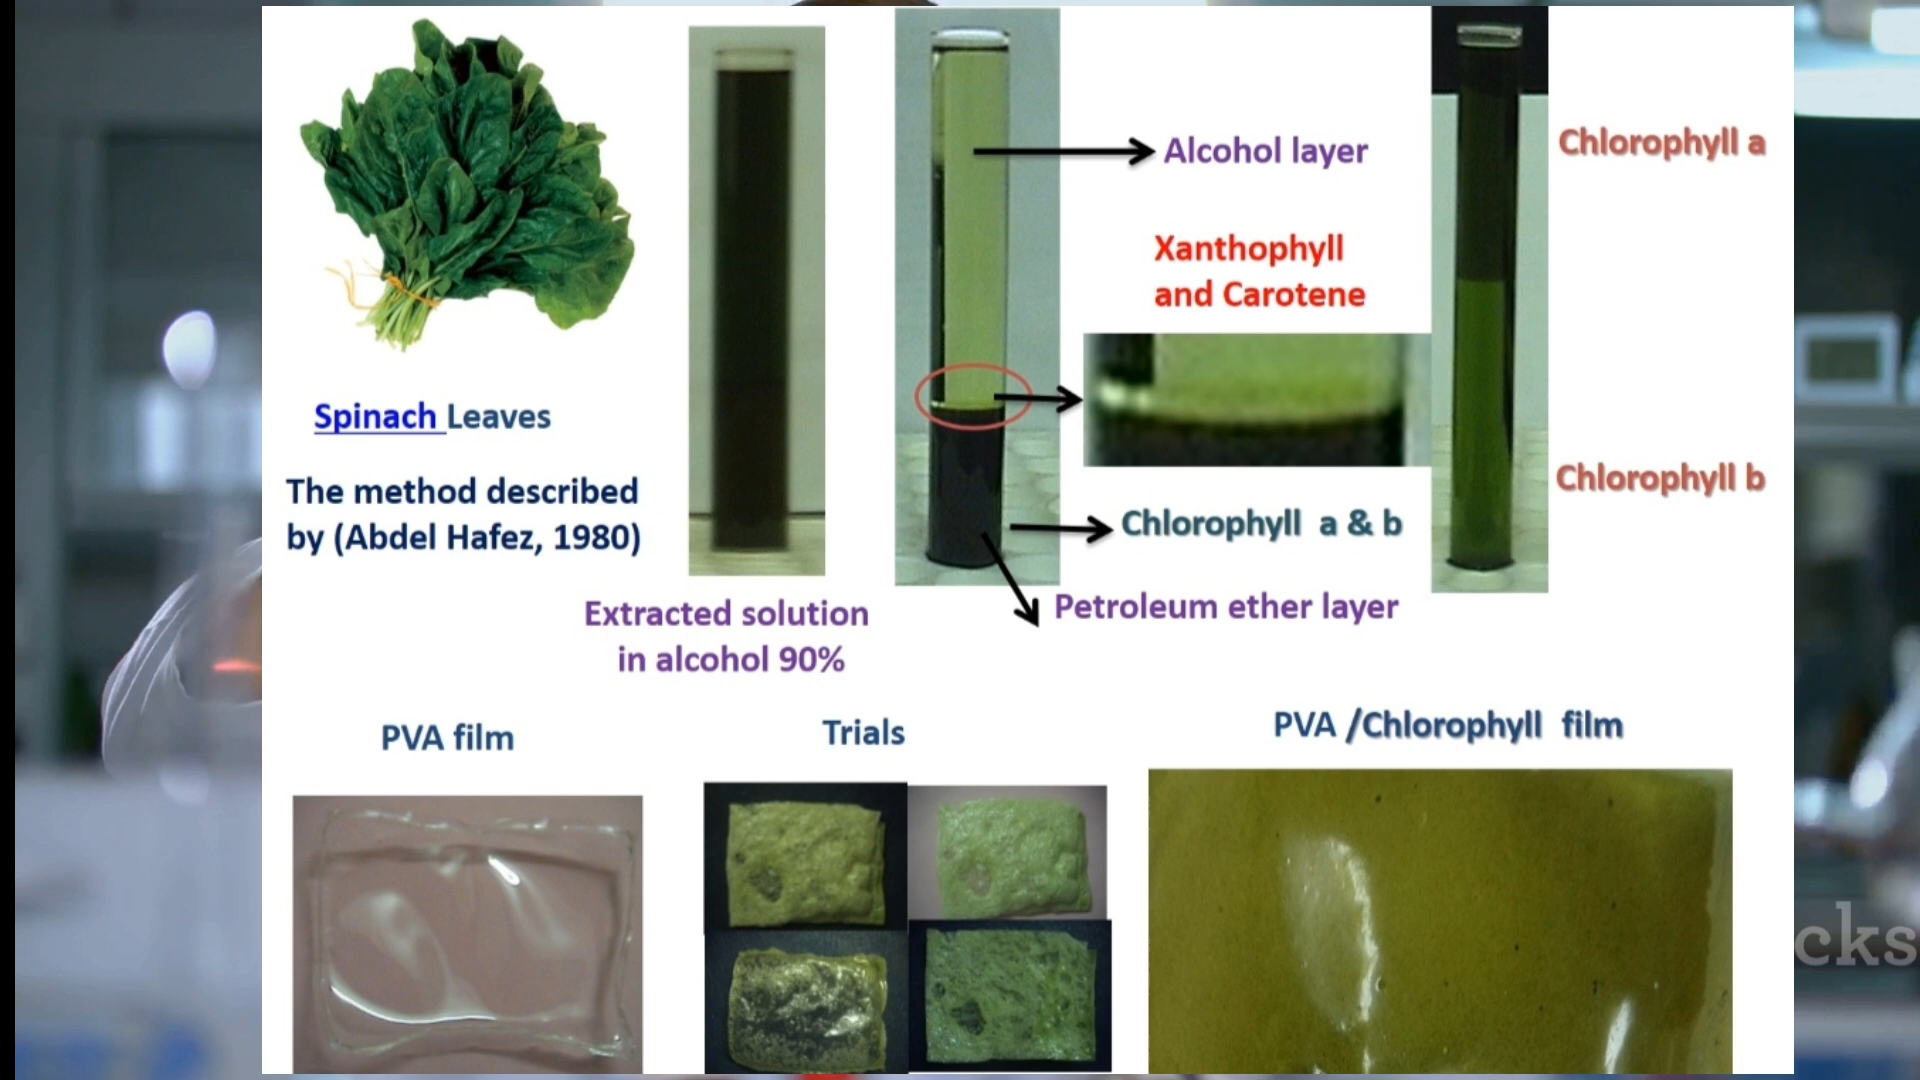 Alcohol layer
Chlorophyll a
Xanthophyll
and Carotene
Spinach Leaves
The method described
by (Abdel Hafez, 1980)
Chlorophyll b
Chlorophyll a & b
Petroleum ether layer
Extracted solution
in alcohol 90%
PVA film
Trials
PVA /Chlorophyll film
cks